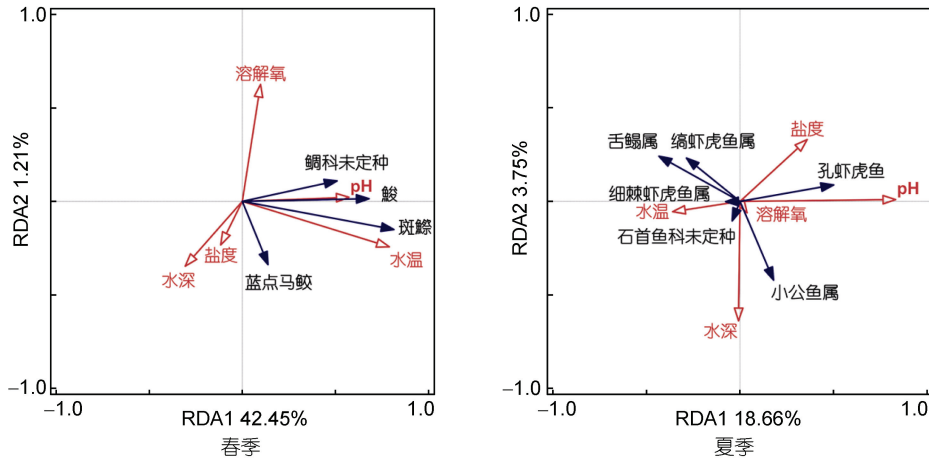 1.0
溶解氧
鲷科未定种
pH
鮻
斑鰶
水温
盐度
水深
蓝点马鲛
RDA2 1.21%
−1.0
−1.0
1.0
RDA1 42.45%
春季
1.0
盐度
舌鳎属
缟虾虎鱼属
孔虾虎鱼
pH
细棘虾虎鱼属
水温
溶解氧
石首鱼科未定种
小公鱼属
水深
RDA2 3.75%
−1.0
−1.0
1.0
RDA1 18.66%
夏季